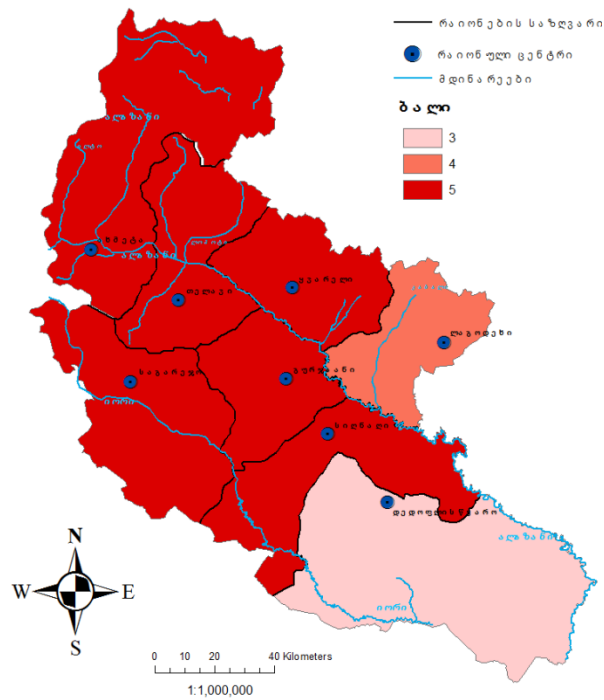 რაიონების საზღვარი
რაიონული ცენტრი
მდინარეები
ბალი
3
4
5
ალაზანი
ახმეტა
ალაზანი
ლოპოტა
თელავი
ყვარელი
ლაგოდეხი
საგარეჯო
გურჯაანი
იორი
სიღნაღი
დედოფლისწყარო
ალაზანი
იორი
N
W E
S
0 10 20 40 Kilometers
1:1,000,000